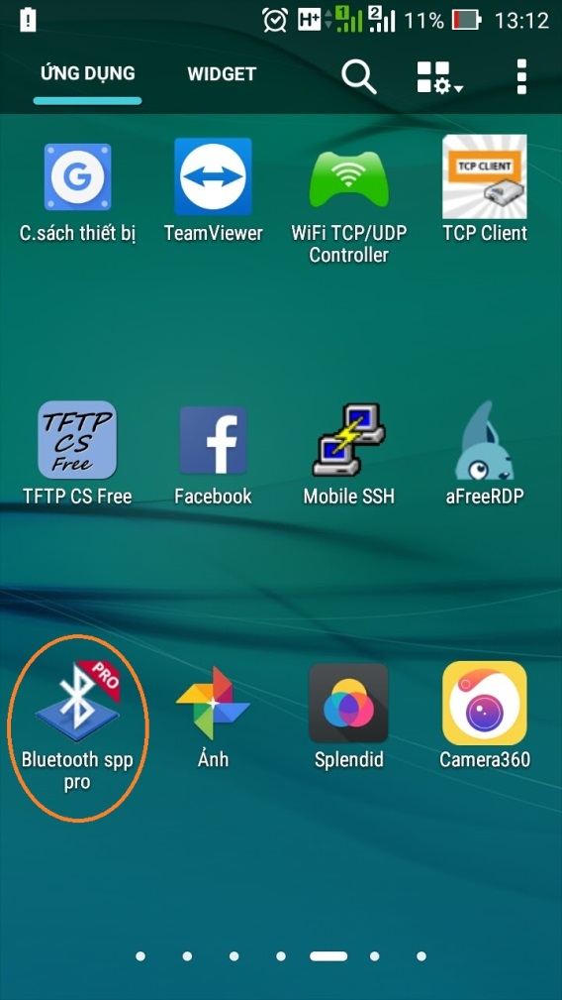 H+ 1 2 11% 13:12
ỨNG DỤNG WIDGET
G
TCP CLIENT
C.sách thiết bị TeamViewer WiFi TCP/UDP Controller TCP Client
TFTP CS Free
f
TFTP CS Free Facebook Mobile SSH aFreeRDP
PRO
Bluetooth spp pro Ảnh Splendid Camera360